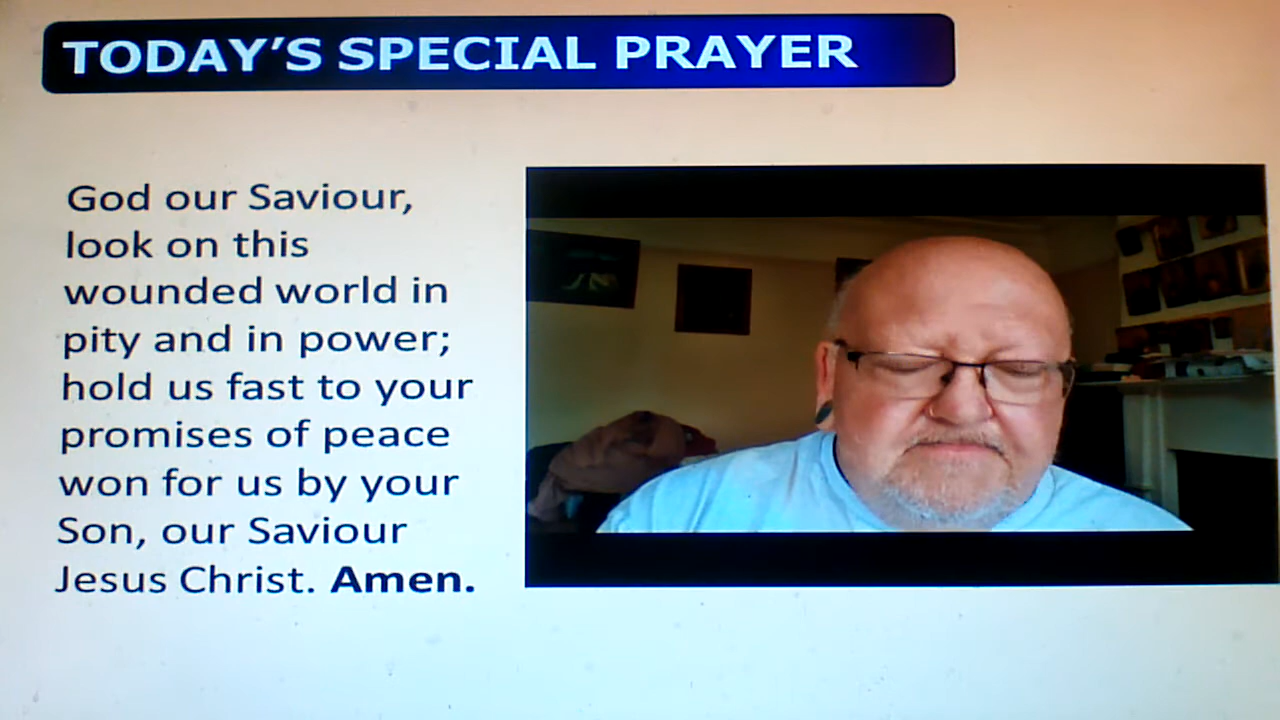 TODAY'S SPECIAL PRAYER
God our Saviour,
look on this
wounded world in
pity and in power;
hold us fast to your
promises of peace
won for us by your
Son, our Saviour
Jesus Christ. Amen.